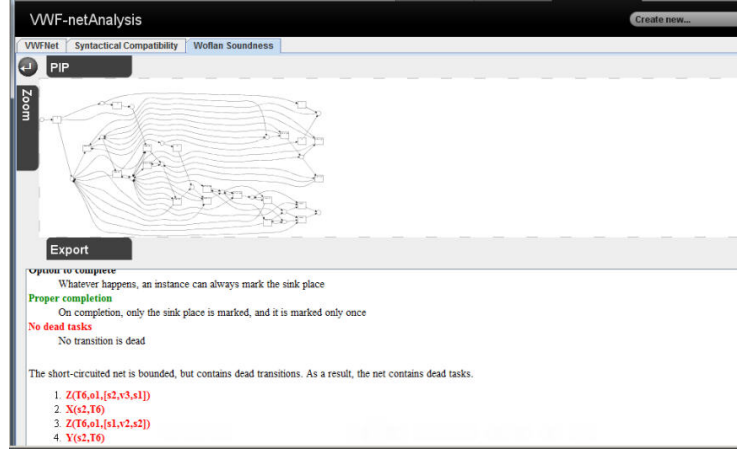 VWF-netAnalysis
Create new...
VWFNet
Syntactical Compatibility
Woflan Soundness
PIP
Zoom
Export
Option to complete
Whatever happens, an instance can always mark the sink place
Proper completion
On completion, only the sink place is marked, and it is marked only once
No dead tasks
No transition is dead
The short-circuited net is bounded, but contains dead transitions. As a result, the net contains dead tasks.
1. Z(T6,o1,[s2,v3,s1])
2. X(s2,T6)
3. Z(T6,o1,[s1,v2,s2])
4. Y(s2,T6)